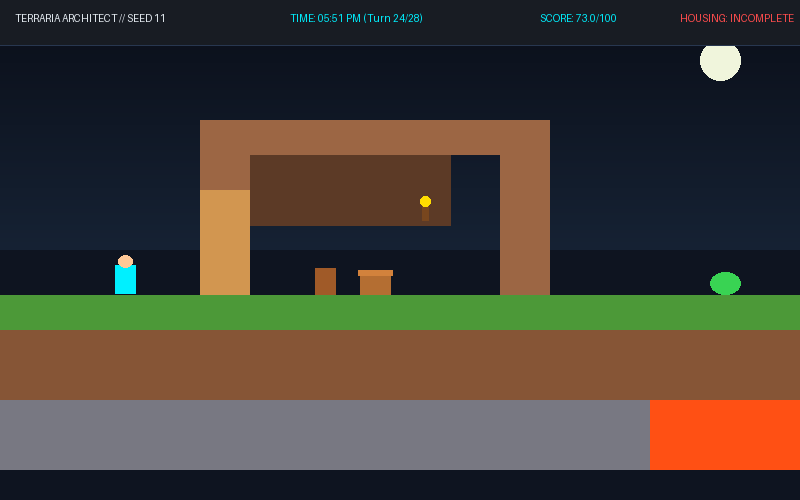 TERRARIA ARCHITECT // SEED 11
TIME: 05:51 PM (Turn 24/28)
SCORE: 73.0/100
HOUSING: INCOMPLETE